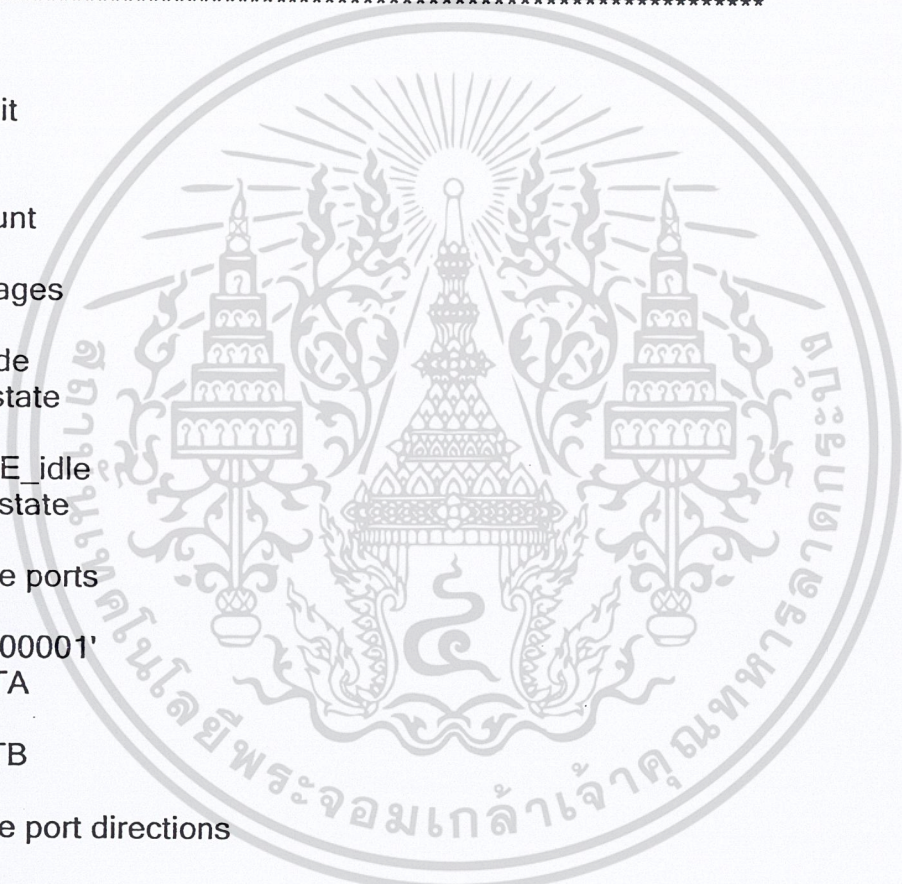 ********************************************************
it
unt
ages
de
state
E_idle
state
e ports
00001'
TA
TB
e port directions
สถาบันเทคโนโลยีพระจอมเกล้าเจ้าคุณทหารลาดกระบัง
๔